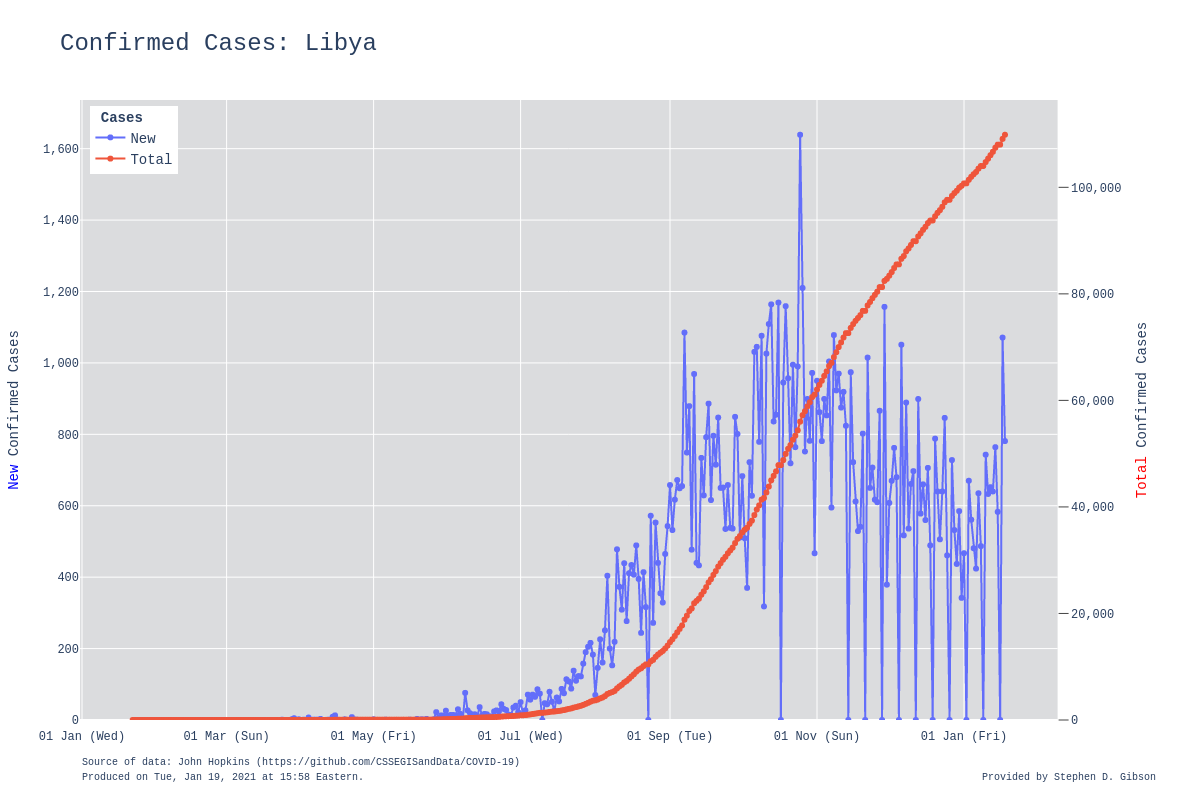 Confirmed Cases: Libya
Cases
New
Total
1,600
1,400
1,200
1,000
800
600
400
200
0
100,000
80,000
60,000
40,000
20,000
0
New Confirmed Cases
Total Confirmed Cases
01 Jan (Wed) 01 Mar (Sun) 01 May (Fri) 01 Jul (Wed) 01 Sep (Tue) 01 Nov (Sun) 01 Jan (Fri)
Source of data: John Hopkins (https://github.com/CSSEGISandData/COVID-19)
Produced on Tue, Jan 19, 2021 at 15:58 Eastern.
Provided by Stephen D. Gibson